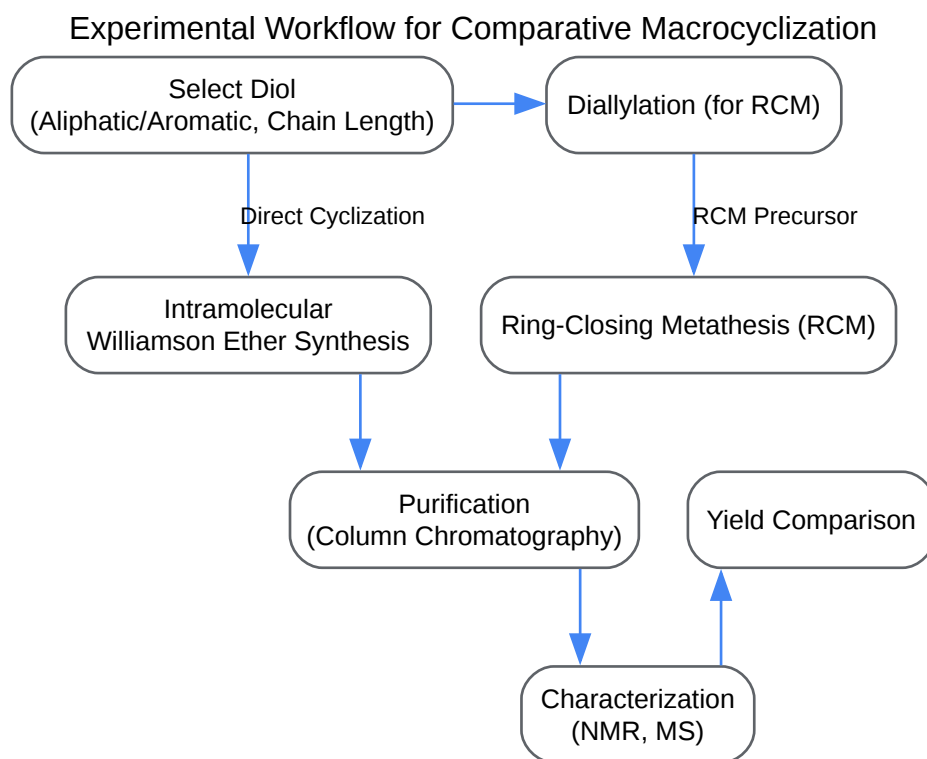 Experimental Workflow for Comparative Macrocyclization
Select Diol
(Aliphatic/Aromatic, Chain Length)
Diallylation (for RCM)
Direct Cyclization
RCM Precursor
Intramolecular
Williamson Ether Synthesis
Ring-Closing Metathesis (RCM)
Purification
(Column Chromatography)
Yield Comparison
Characterization
(NMR, MS)